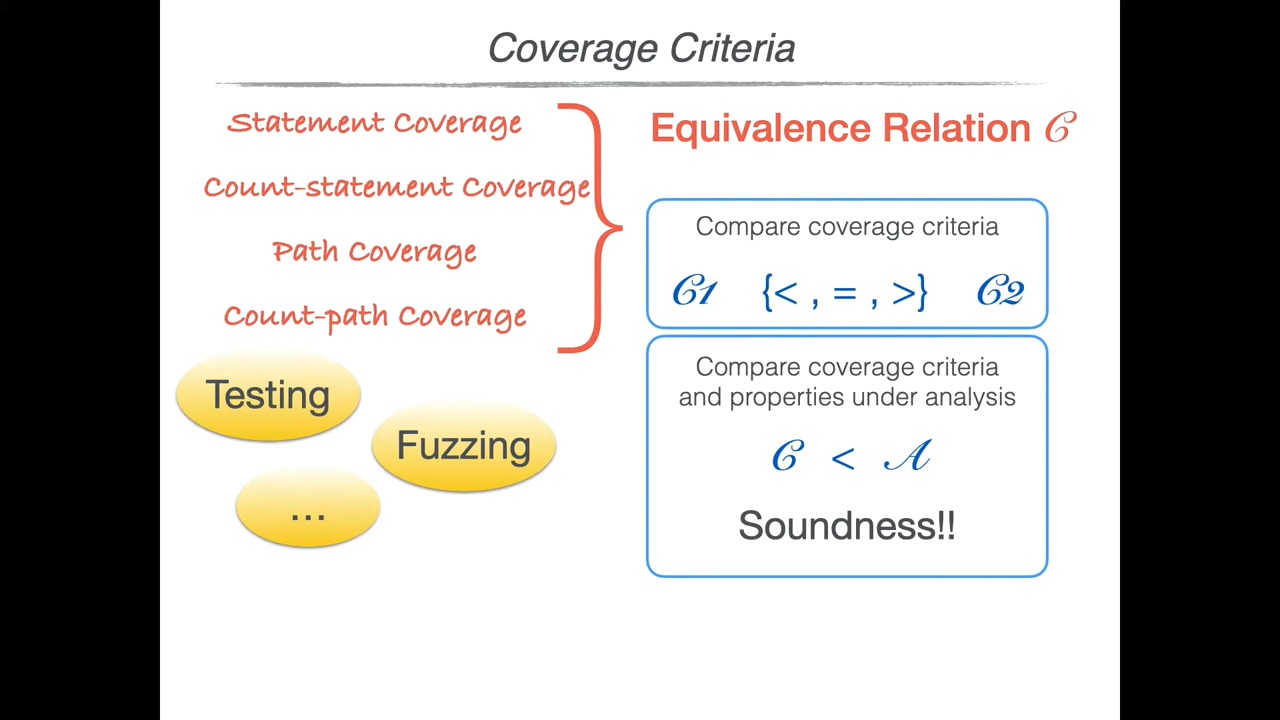 Coverage Criteria
Statement Coverage
Count-statement Coverage
Path Coverage
Count-path Coverage
Testing
Fuzzing
...
Equivalence Relation 𝒞
Compare coverage criteria
𝒞1 {< , = , >} 𝒞2
Compare coverage criteria
and properties under analysis
𝒞 < 𝒜
Soundness!!